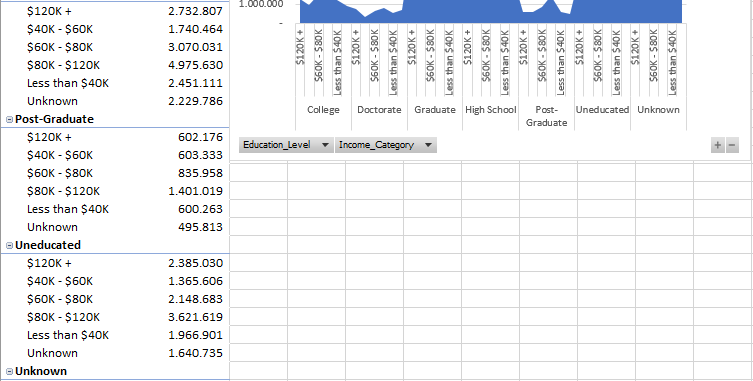 $120K + 2.732.807
$40K - $60K 1.740.464
$60K - $80K 3.070.031
$80K - $120K 4.975.630
Less than $40K 2.451.111
Unknown 2.229.786
Post-Graduate
$120K + 602.176
$40K - $60K 603.333
$60K - $80K 835.958
$80K - $120K 1.401.019
Less than $40K 600.263
Unknown 495.813
Uneducated
$120K + 2.385.030
$40K - $60K 1.365.606
$60K - $80K 2.148.683
$80K - $120K 3.621.619
Less than $40K 1.966.901
Unknown 1.640.735
Unknown
1.000.000
-
$120K +
$60K - $80K
Less than $40K
$120K +
$60K - $80K
Less than $40K
$120K +
$60K - $80K
Less than $40K
$120K +
$60K - $80K
Less than $40K
$120K +
$60K - $80K
Less than $40K
$120K +
$60K - $80K
Less than $40K
$120K +
$60K - $80K
Less than $40K
College
Doctorate
Graduate
High School
Post-
Graduate
Uneducated
Unknown
Education_Level
Income_Category
+ -